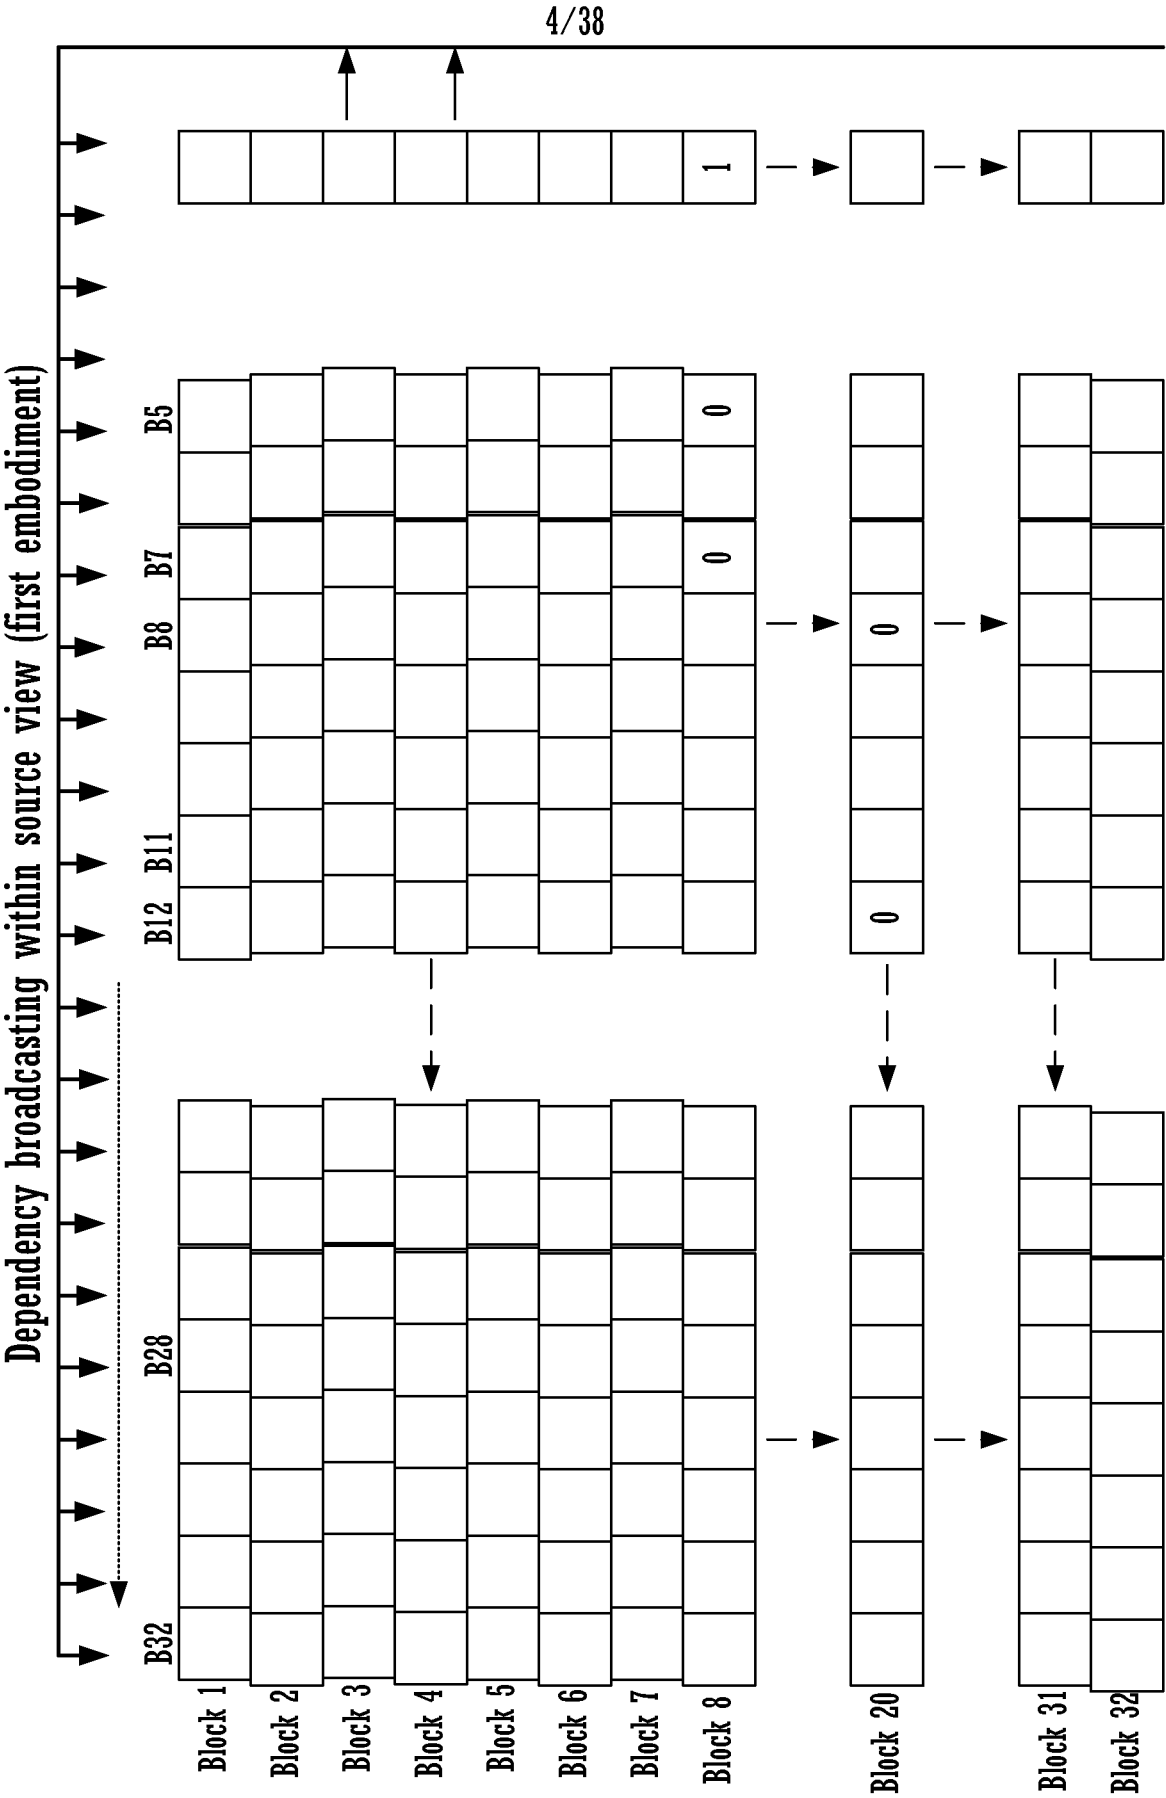 4/38
Dependency broadcasting within source view (first embodiment)
B32
B28
B12
B11
B8
B7
B5
Block 1
Block 2
Block 3
Block 4
Block 5
Block 6
Block 7
Block 8
0
0
1
Block 20
0
0
Block 31
Block 32